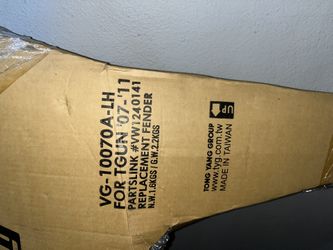 VG-10070A-LH
FOR TGUN '07-'11
PARTSLINK #VW1240141
REPLACEMENT FENDER
N.W.1.6KGS / G.W.2.2KGS
UP
TONG YANG GROUP
www.tyg.com.tw
MADE IN TAIWAN